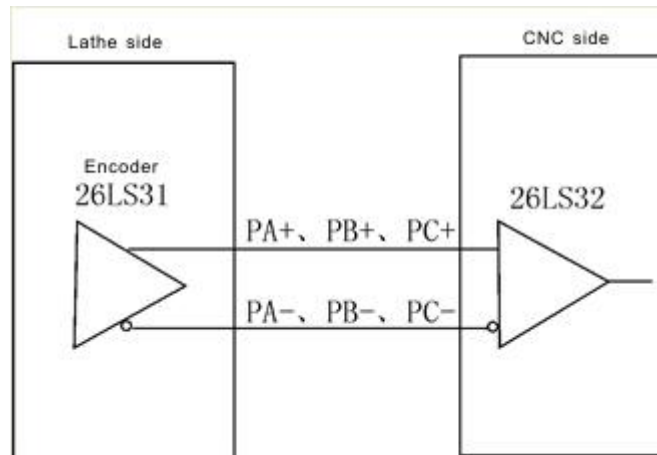 Lathe side
CNC side
Encoder
26LS31
26LS32
PA+、PB+、PC+
PA-、PB-、PC-